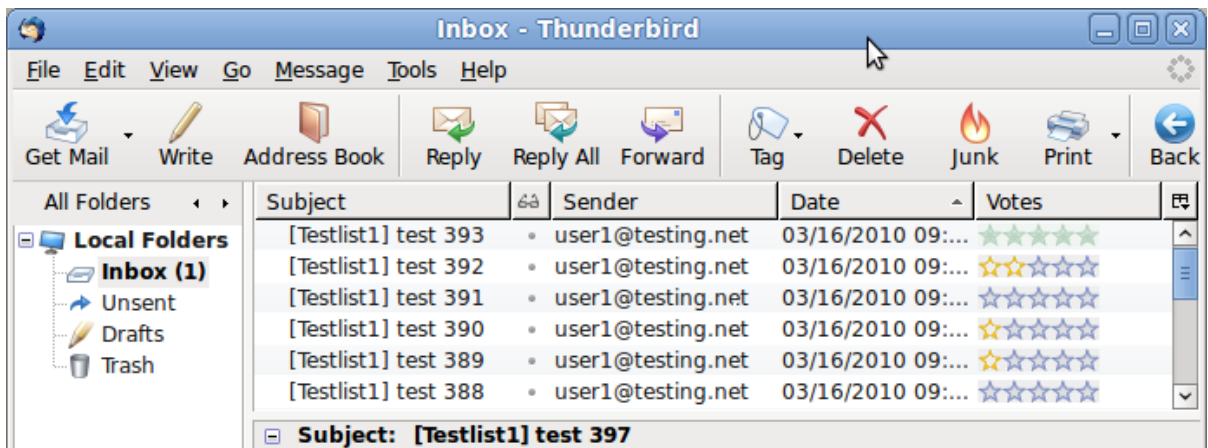 Inbox - Thunderbird
File Edit View Go Message Tools Help
Get Mail Write Address Book Reply Reply All Forward Tag Delete Junk Print Back
All Folders Subject Sender Date Votes
Local Folders [Testlist1] test 393 user1@testing.net 03/16/2010 09:...
Inbox (1) [Testlist1] test 392 user1@testing.net 03/16/2010 09:...
Unsent [Testlist1] test 391 user1@testing.net 03/16/2010 09:...
Drafts [Testlist1] test 390 user1@testing.net 03/16/2010 09:...
Trash [Testlist1] test 389 user1@testing.net 03/16/2010 09:...
[Testlist1] test 388 user1@testing.net 03/16/2010 09:...
Subject: [Testlist1] test 397